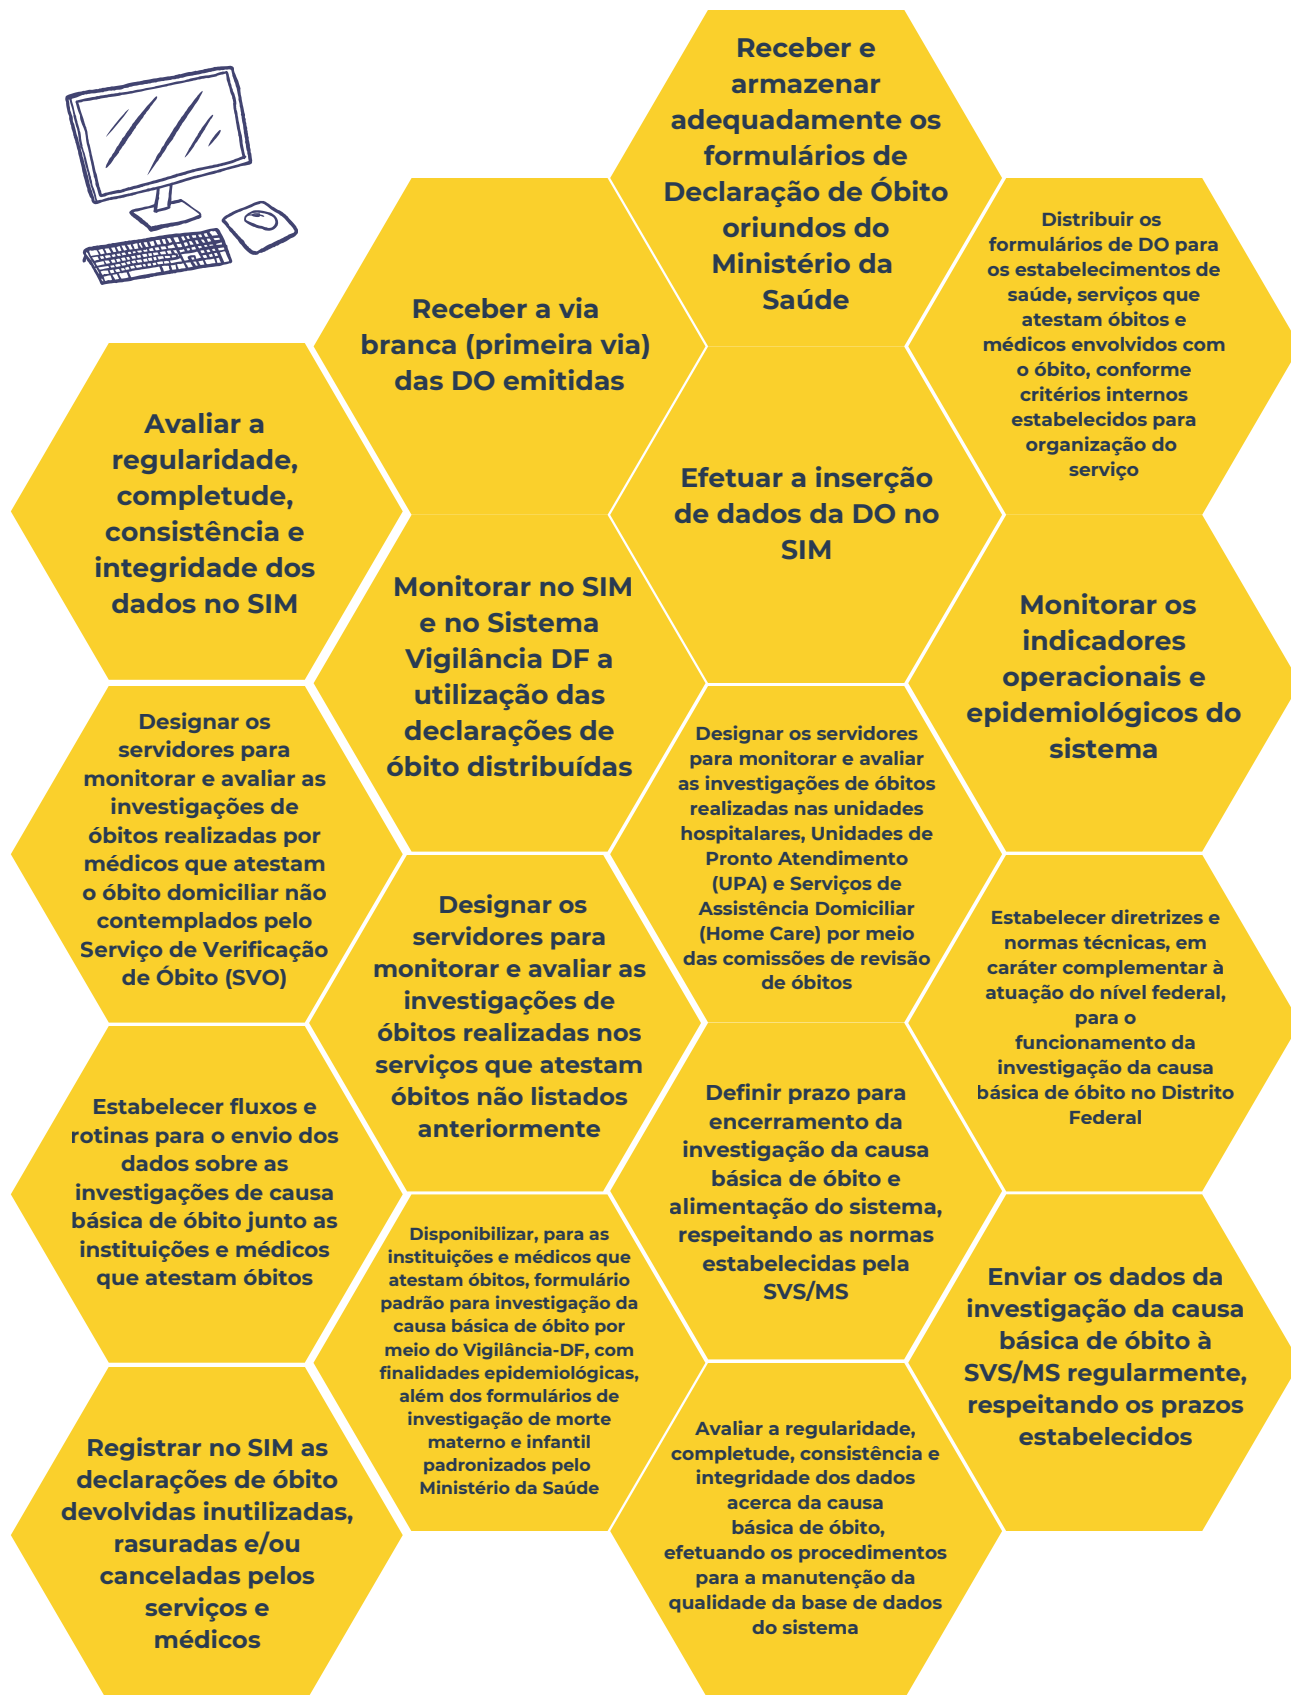 Receber e
armazenar
adequadamente os
formulários de
Declaração de Óbito
oriundos do
Ministério da
Saúde
Distribuir os
formulários de DO para
os estabelecimentos de
saúde, serviços que
atestam óbitos e
médicos envolvidos com
o óbito, conforme
critérios internos
estabelecidos para
organização do
serviço
Receber a via
branca (primeira via)
das DO emitidas
Avaliar a
regularidade,
completude,
consistência e
integridade dos
dados no SIM
Efetuar a inserção
de dados da DO no
SIM
Monitorar no SIM
e no Sistema
Vigilância DF a
utilização das
declarações de
óbito distribuídas
Monitorar os
indicadores
operacionais e
epidemiológicos do
sistema
Designar os
servidores para
monitorar e avaliar as
investigações de
óbitos realizadas por
médicos que atestam
o óbito domiciliar não
contemplados pelo
Serviço de Verificação
de Óbito (SVO)
Designar os servidores
para monitorar e avaliar
as investigações de óbitos
realizadas nas unidades
hospitalares, Unidades de
Pronto Atendimento
(UPA) e Serviços de
Assistência Domiciliar
(Home Care) por meio
das comissões de revisão
de óbitos
Designar os
servidores para
monitorar e avaliar as
investigações de
óbitos realizadas nos
serviços que atestam
óbitos não listados
anteriormente
Estabelecer diretrizes e
normas técnicas, em
caráter complementar à
atuação do nível federal,
para o
funcionamento da
investigação da causa
básica de óbito no Distrito
Federal
Estabelecer fluxos e
rotinas para o envio dos
dados sobre as
investigações de causa
básica de óbito junto as
instituições e médicos
que atestam óbitos
Definir prazo para
encerramento da
investigação da causa
básica de óbito e
alimentação do sistema,
respeitando as normas
estabelecidas pela
SVS/MS
Disponibilizar, para as
instituições e médicos que
atestam óbitos, formulário
padrão para investigação da
causa básica de óbito por
meio do Vigilância-DF, com
finalidades epidemiológicas,
além dos formulários de
investigação de morte
materno e infantil
padronizados pelo
Ministério da Saúde
Enviar os dados da
investigação da causa
básica de óbito à
SVS/MS regularmente,
respeitando os prazos
estabelecidos
Registrar no SIM as
declarações de óbito
devolvidas inutilizadas,
rasuradas e/ou
canceladas pelos
serviços e
médicos
Avaliar a regularidade,
completude, consistência e
integridade dos dados
acerca da causa
básica de óbito,
efetuando os procedimentos
para a manutenção da
qualidade da base de dados
do sistema